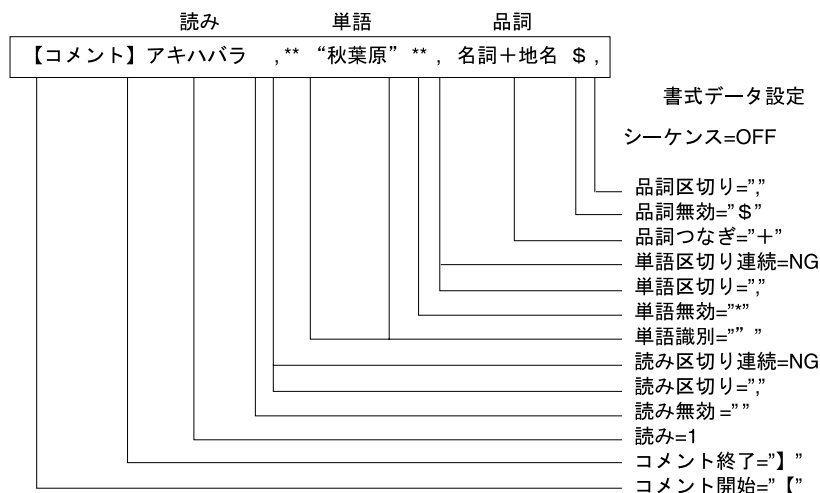 読み 単語 品詞
【コメント】アキハバラ ,** “秋葉原” **, 名詞＋地名 ＄,
書式データ設定
シーケンス=OFF
品詞区切り=”,”
品詞無効=”＄”
品詞つなぎ=”＋”
単語区切り連続=NG
単語区切り=”,”
単語無効=”*”
単語識別=”” ”
読み区切り連続=NG
読み区切り=”,”
読み無効=” ”
読み=1
コメント終了=”】”
コメント開始=”【”